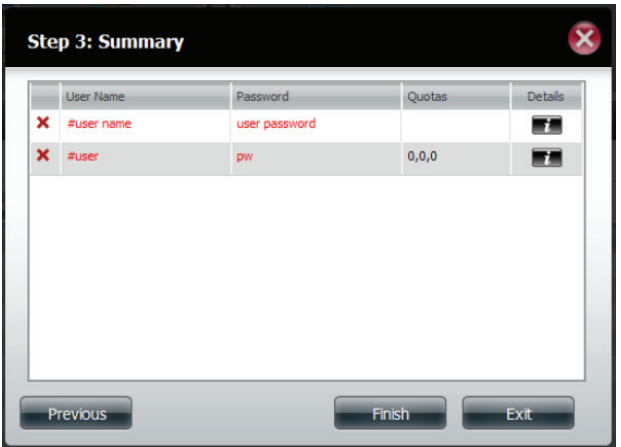 Step 3: Summary
User Name Password Quotas Details
#user name user password
#user pw 0,0,0
Previous Finish Exit